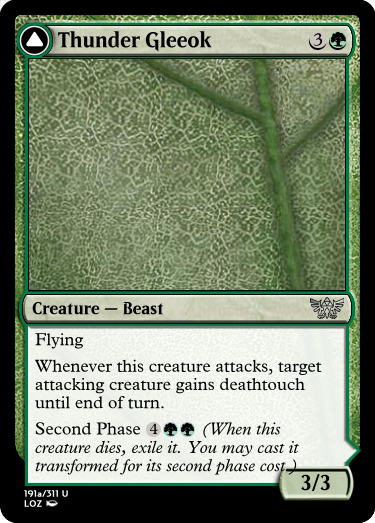 Thunder Gleeok 3
Creature — Beast
Flying
Whenever this creature attacks, target
attacking creature gains deathtouch
until end of turn.
Second Phase 4 (When this
creature dies, exile it. You may cast it
transformed for its second phase cost.)
3/3
191a/311 U
LOZ